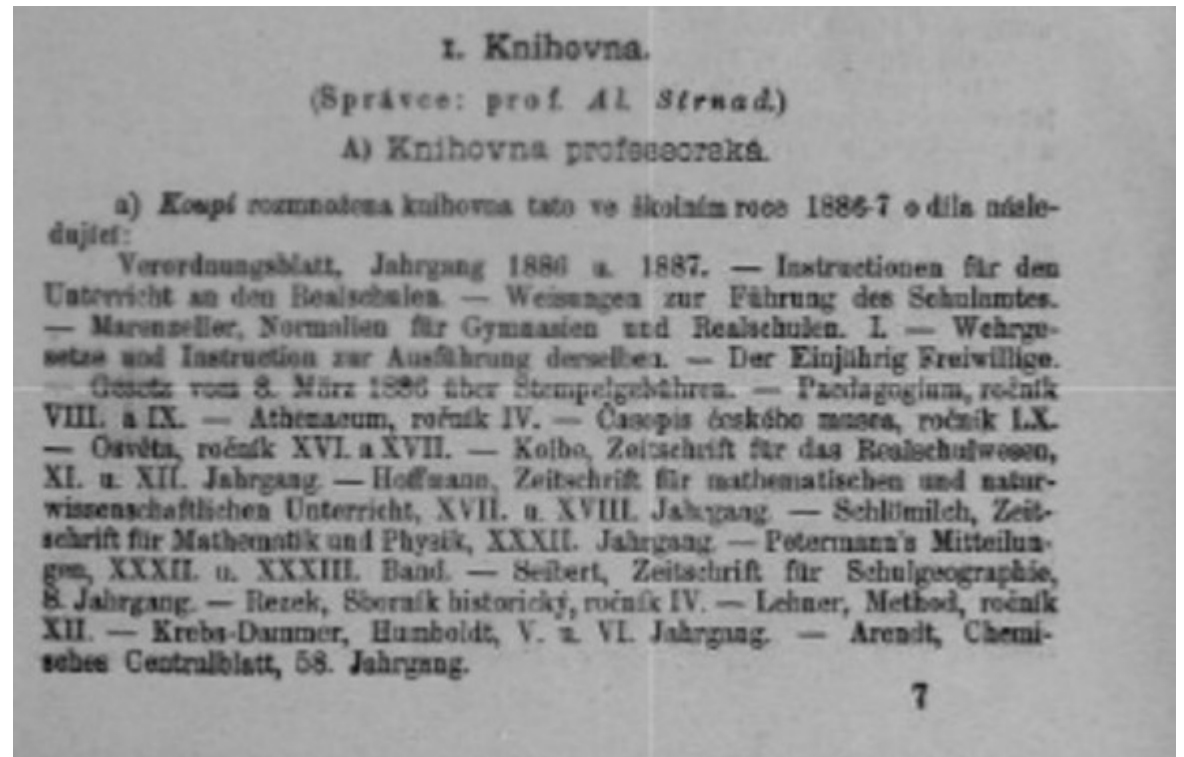 1. Knihovna.
(Správce: prof. Al. Strnad.)
A) Knihovna professorská.
a) Koupí rozmnožena knihovna tato ve školním roce 1886-7 o díla násle-
dující:
Verordnungsblatt, Jahrgang 1886 u. 1887. — Instructionen für den
Unterricht an den Realschulen. — Weisungen zur Führung des Schulamtes.
— Marenzeller, Normalien für Gymnasien und Realschulen. I. — Wehrge-
setze und Instruction zur Ausführung derselben. — Der Einjährig Freiwillige.
— Gesetz vom 8. März 1886 über Stempelgebühren. — Paedagogium, ročník
VIII. a IX. — Athenaeum, ročník IV. — Časopis českého musea, ročník LX.
— Osvěta, ročník XVI. a XVII. — Kolbe, Zeitschrift für das Realschulwesen,
XI. u. XII. Jahrgang. — Hoffmann, Zeitschrift für mathematischen und natur-
wissenschaftlichen Unterricht, XVII. u. XVIII. Jahrgang. — Schlömilch, Zeit-
schrift für Mathematik und Physik, XXXII. Jahrgang. — Petermann's Mitteilun-
gen, XXXII. u. XXXIII. Band. — Seibert, Zeitschrift für Schulgeographie,
8. Jahrgang. — Rezek, Sborník historický, ročník IV. — Lehner, Method, ročník
XII. — Krebs-Dammer, Humboldt, V. u. VI. Jahrgang. — Arendt, Chemi-
sches Centralblatt, 58. Jahrgang.
7